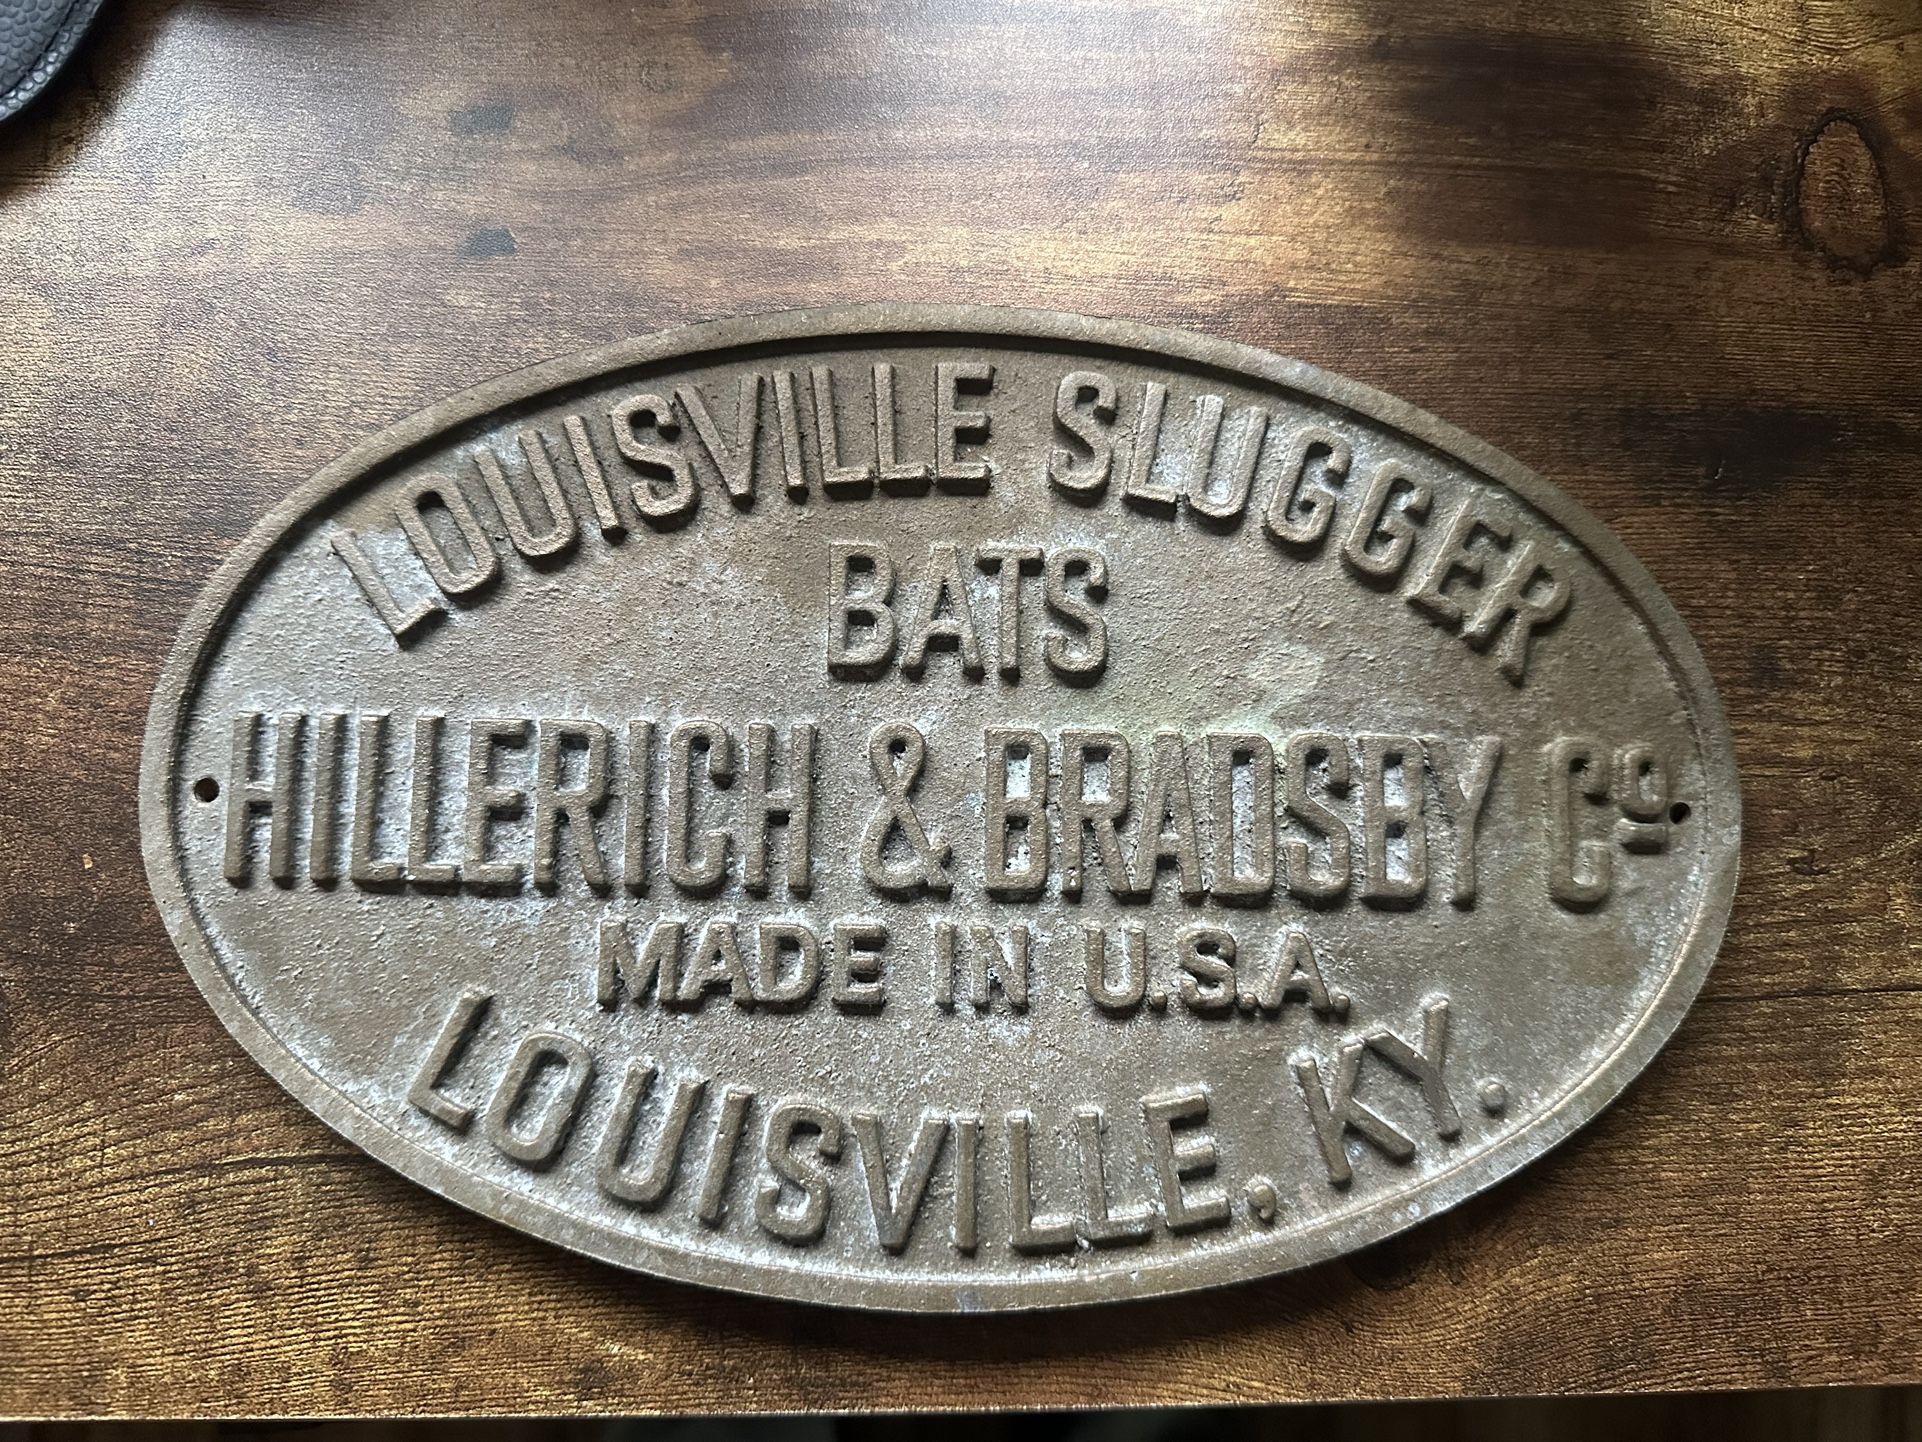 LOUISVILLE SLUGGER
BATS
HILLERICH & BRADSBY Cº
MADE IN U.S.A.
LOUISVILLE, KY.